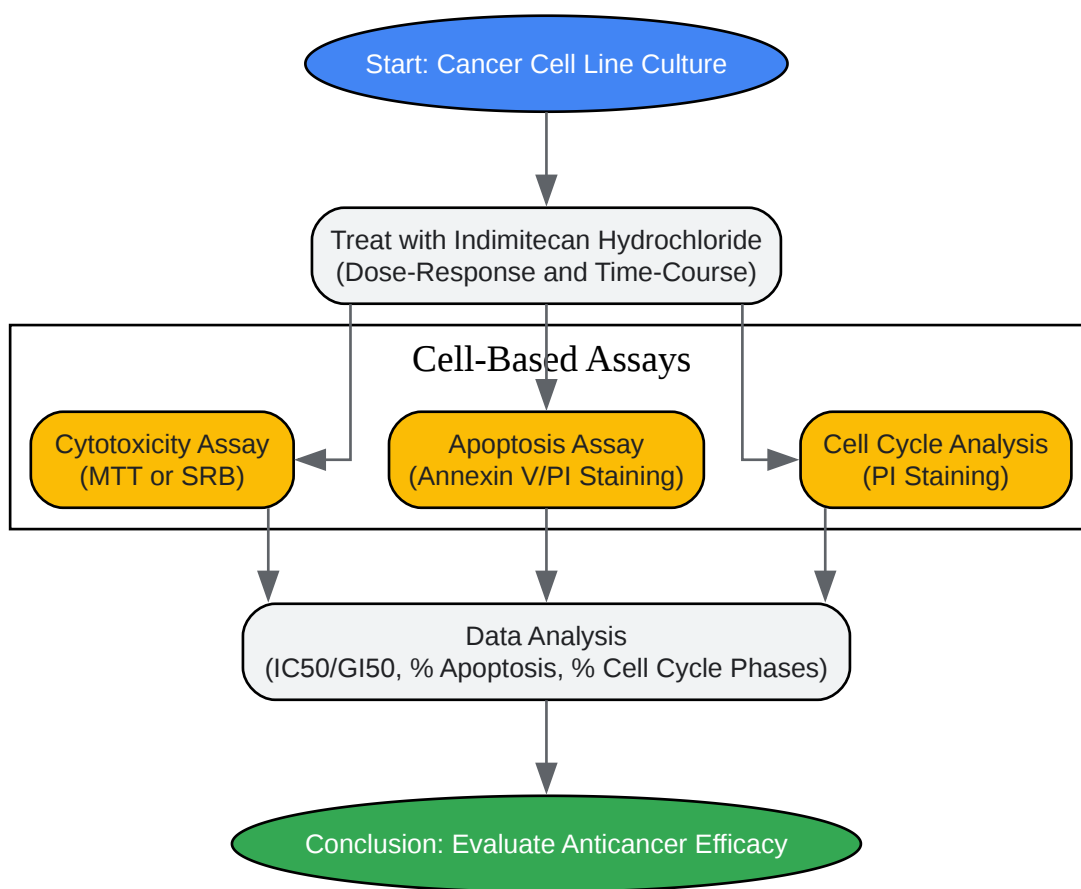 Start: Cancer Cell Line Culture
Treat with Indimitecan Hydrochloride
(Dose-Response and Time-Course)
Cell-Based Assays
Cytotoxicity Assay
(MTT or SRB)
Apoptosis Assay
(Annexin V/PI Staining)
Cell Cycle Analysis
(PI Staining)
Data Analysis
(IC50/GI50, % Apoptosis, % Cell Cycle Phases)
Conclusion: Evaluate Anticancer Efficacy